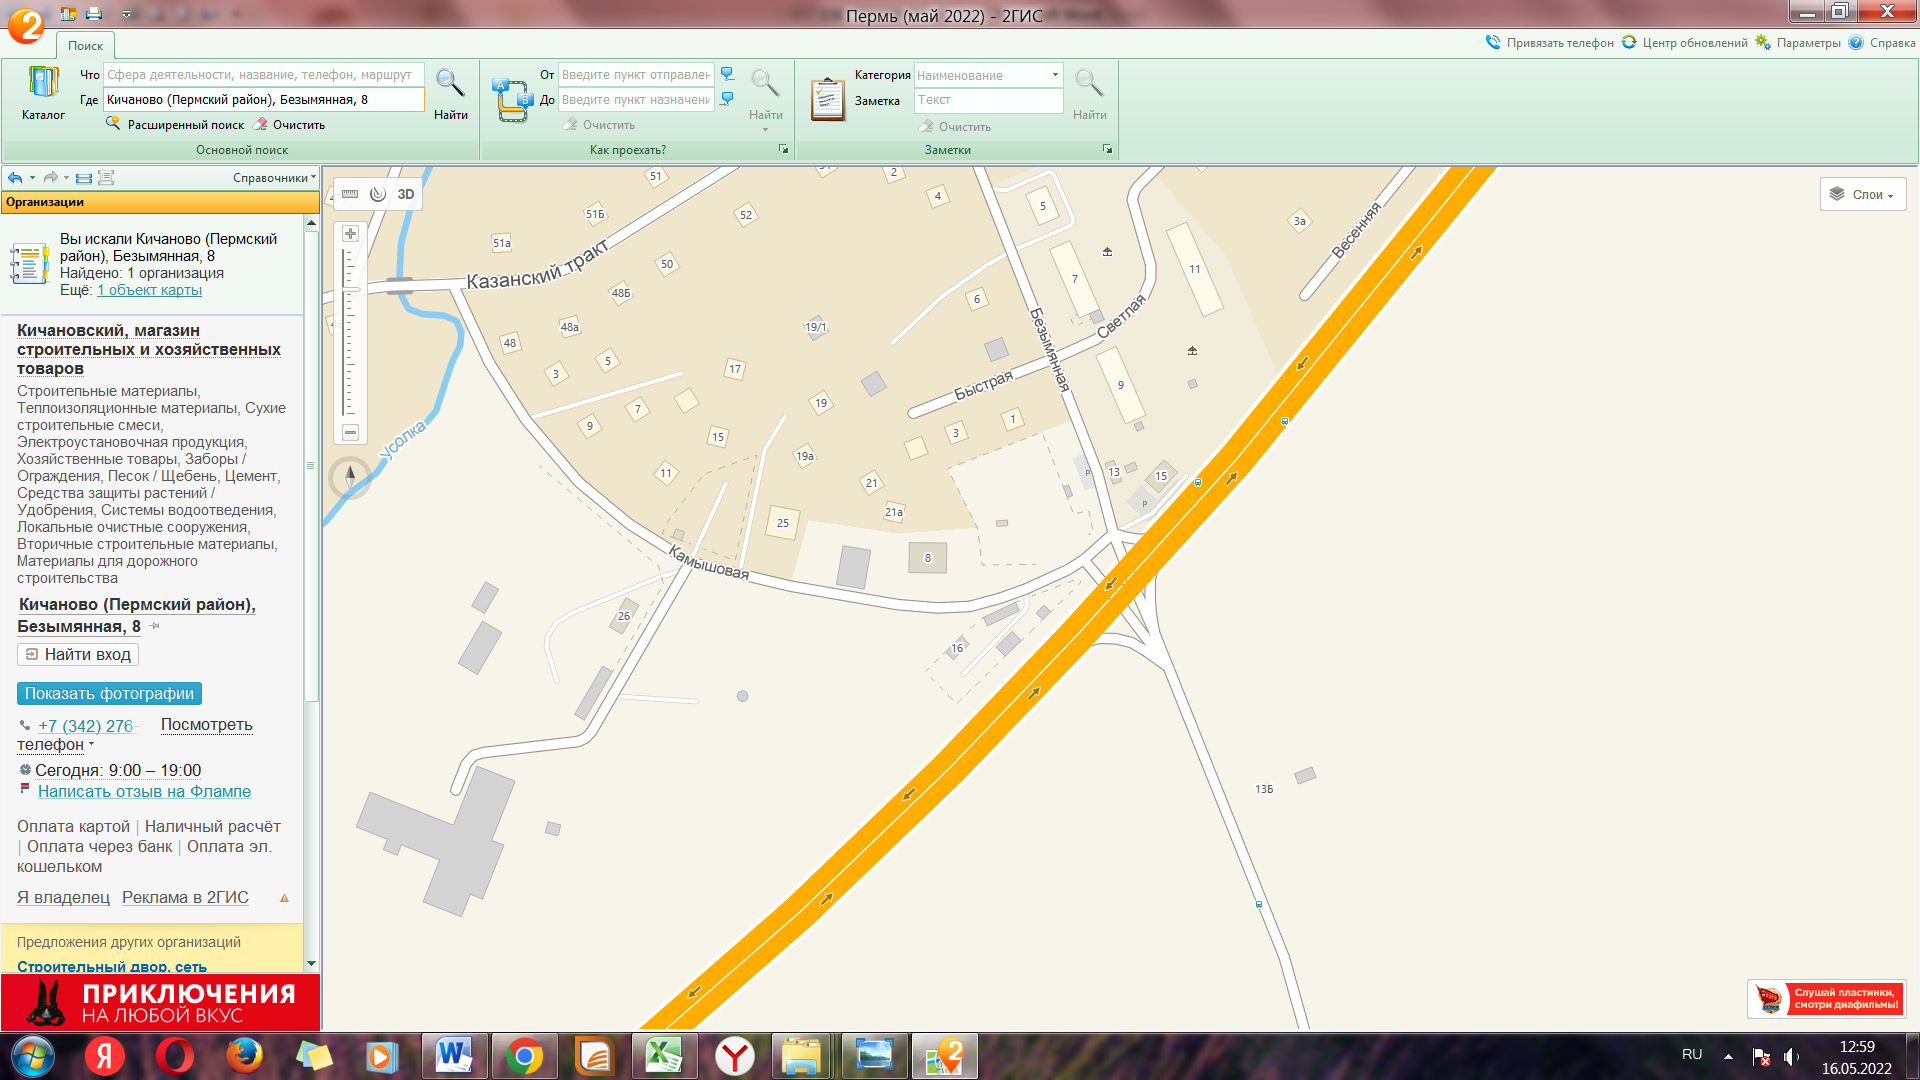 Пермь (май 2022) - 2ГИС
Поиск
Привязать телефон
Центр обновлений
Параметры
Справка
Каталог
Что
Сфера деятельности, название, телефон, маршрут
Где
Кичаново (Пермский район), Безымянная, 8
Расширенный поиск
Очистить
Найти
Основной поиск
От
Введите пункт отправлен
До
Введите пункт назначени
Очистить
Найти
Как проехать?
Категория
Наименование
Заметка
Текст
Очистить
Найти
Заметки
Справочники
Организации
Вы искали Кичаново (Пермский
район), Безымянная, 8
Найдено: 1 организация
Ещё: 1 объект карты
Кичановский, магазин
строительных и хозяйственных
товаров
Строительные материалы,
Теплоизоляционные материалы, Сухие
строительные смеси,
Электроустановочная продукция,
Хозяйственные товары, Заборы /
Ограждения, Песок / Щебень, Цемент,
Средства защиты растений /
Удобрения, Системы водоотведения,
Локальные очистные сооружения,
Вторичные строительные материалы,
Материалы для дорожного
строительства
Кичаново (Пермский район),
Безымянная, 8
Найти вход
Показать фотографии
+7 (342) 276-
Посмотреть
телефон
Сегодня: 9:00 – 19:00
Написать отзыв на Флампе
Оплата картой | Наличный расчёт
| Оплата через банк | Оплата эл.
кошельком
Я владелец Реклама в 2ГИС
Предложения других организаций
Строительный двор, сеть
ПРИКЛЮЧЕНИЯ
НА ЛЮБОЙ ВКУС
3D
Слои
51
2
4
5
51Б
52
3а
51а
Казанский тракт
50
7
11
Весенняя
48Б
6
48а
19/1
Безымянная
Светлая
48
5
3
17
Быстрая
9
7
19
1
9
15
3
Усолка
19а
11
21
P
13
15
21а
P
25
8
Камышовая
26
16
13Б
Слушай пластинки,
смотри диафильмы!
RU
12:59
16.05.2022